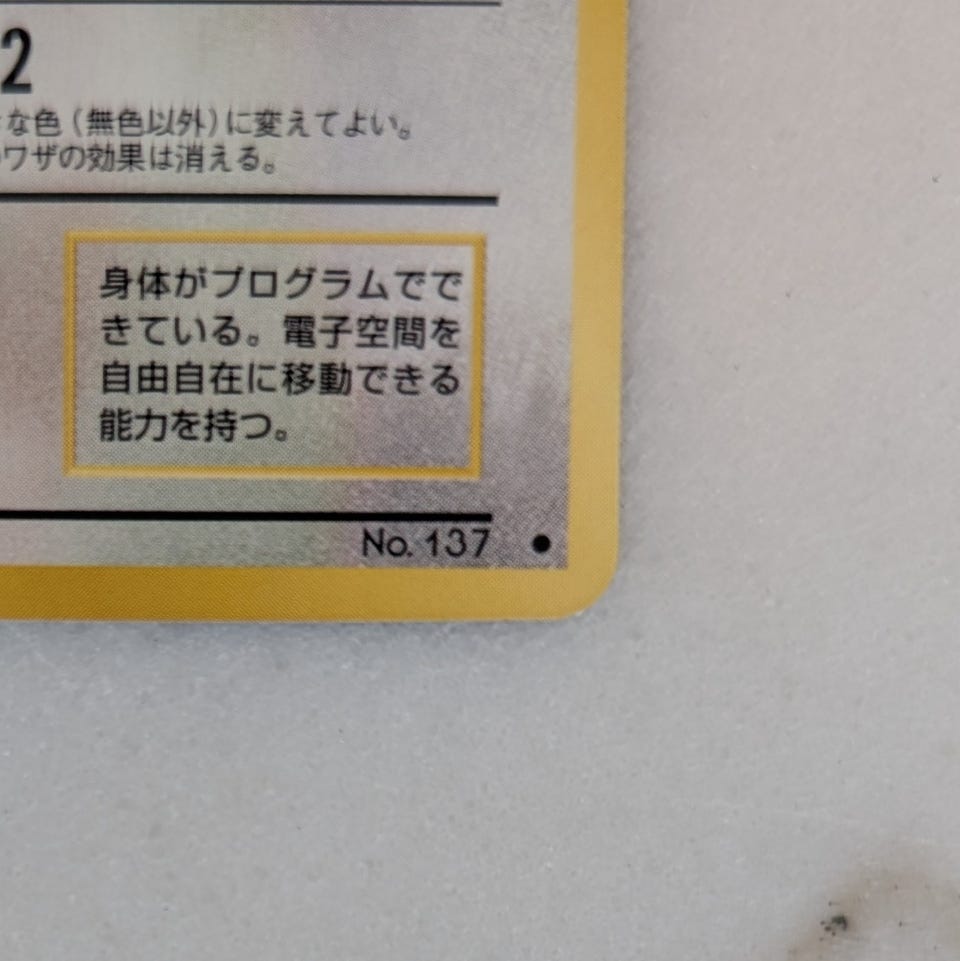 2
な色（無色以外）に変えてよい。
ワザの効果は消える。
身体がプログラムでで
きている。電子空間を
自由自在に移動できる
能力を持つ。
No. 137 ●